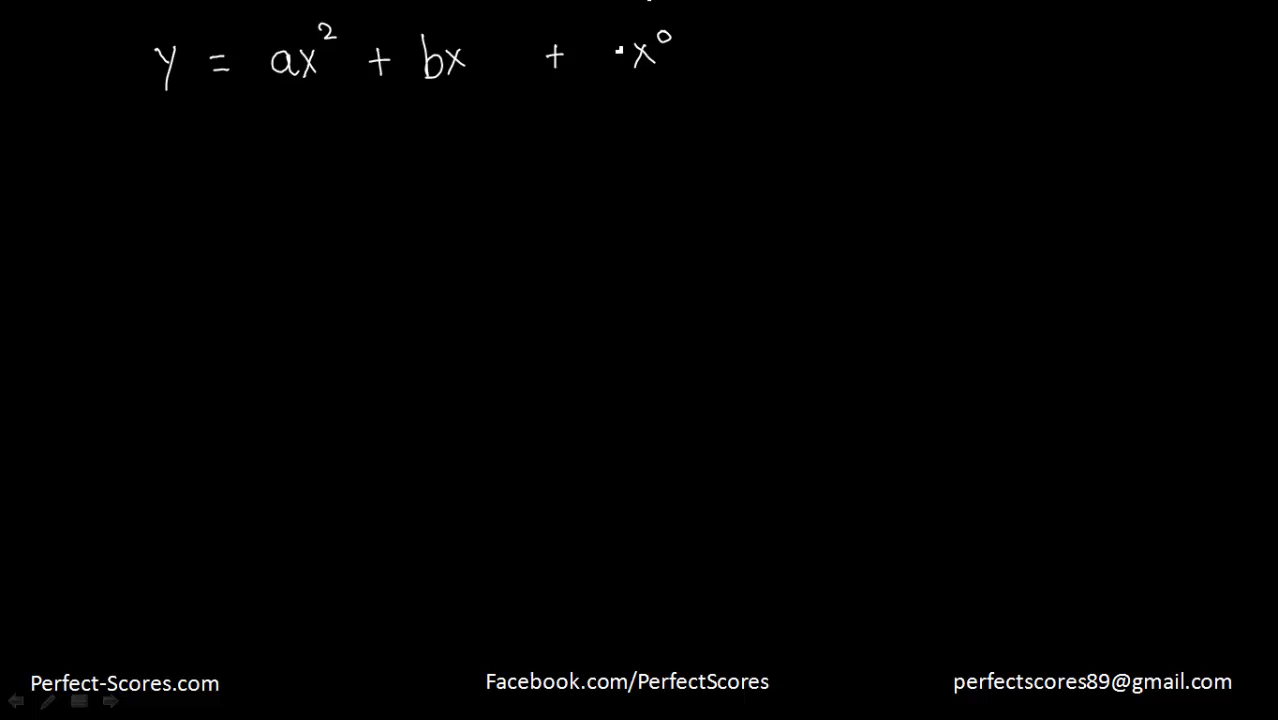 y = ax² + bx + ·x⁰
Perfect-Scores.com
Facebook.com/PerfectScores
perfectscores89@gmail.com